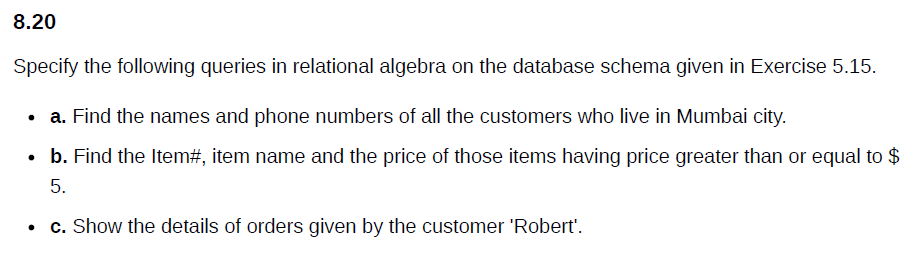 8.20
Specify the following queries in relational algebra on the database schema given in Exercise 5.15.
• a. Find the names and phone numbers of all the customers who live in Mumbai city.
• b. Find the Item#, item name and the price of those items having price greater than or equal to $
5.
• c. Show the details of orders given by the customer 'Robert'.